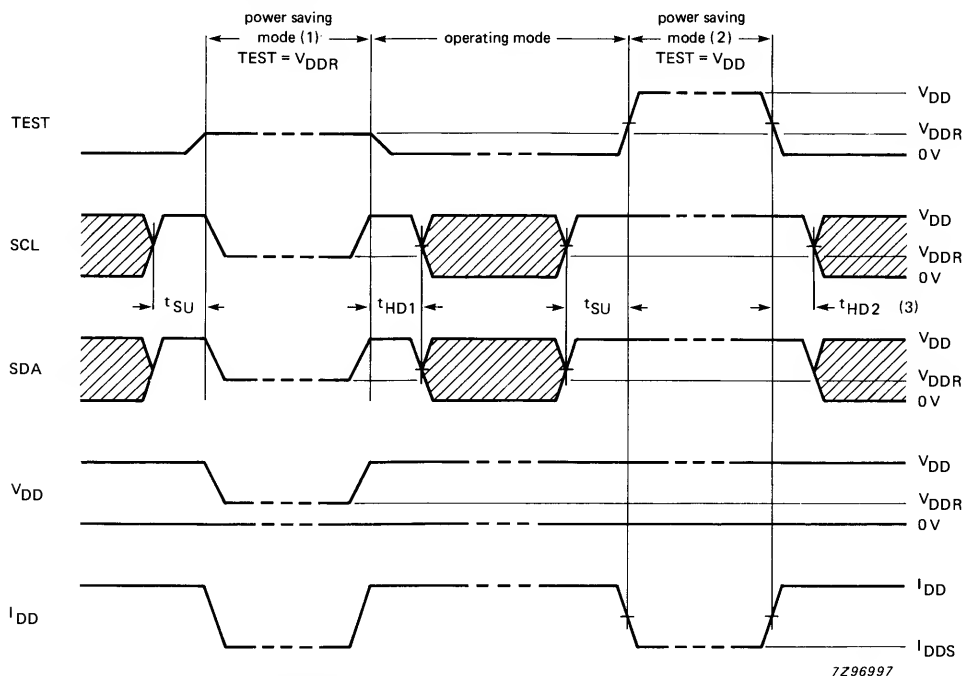 power saving
mode (1)
TEST = VDDR
operating mode
power saving
mode (2)
TEST = VDD
TEST
VDD
VDDR
0 V
SCL
VDD
VDDR
0 V
tSU
tHD1
tSU
tHD2 (3)
SDA
VDD
VDDR
0 V
VDD
VDD
VDDR
0 V
IDD
IDD
IDDS
7Z96997